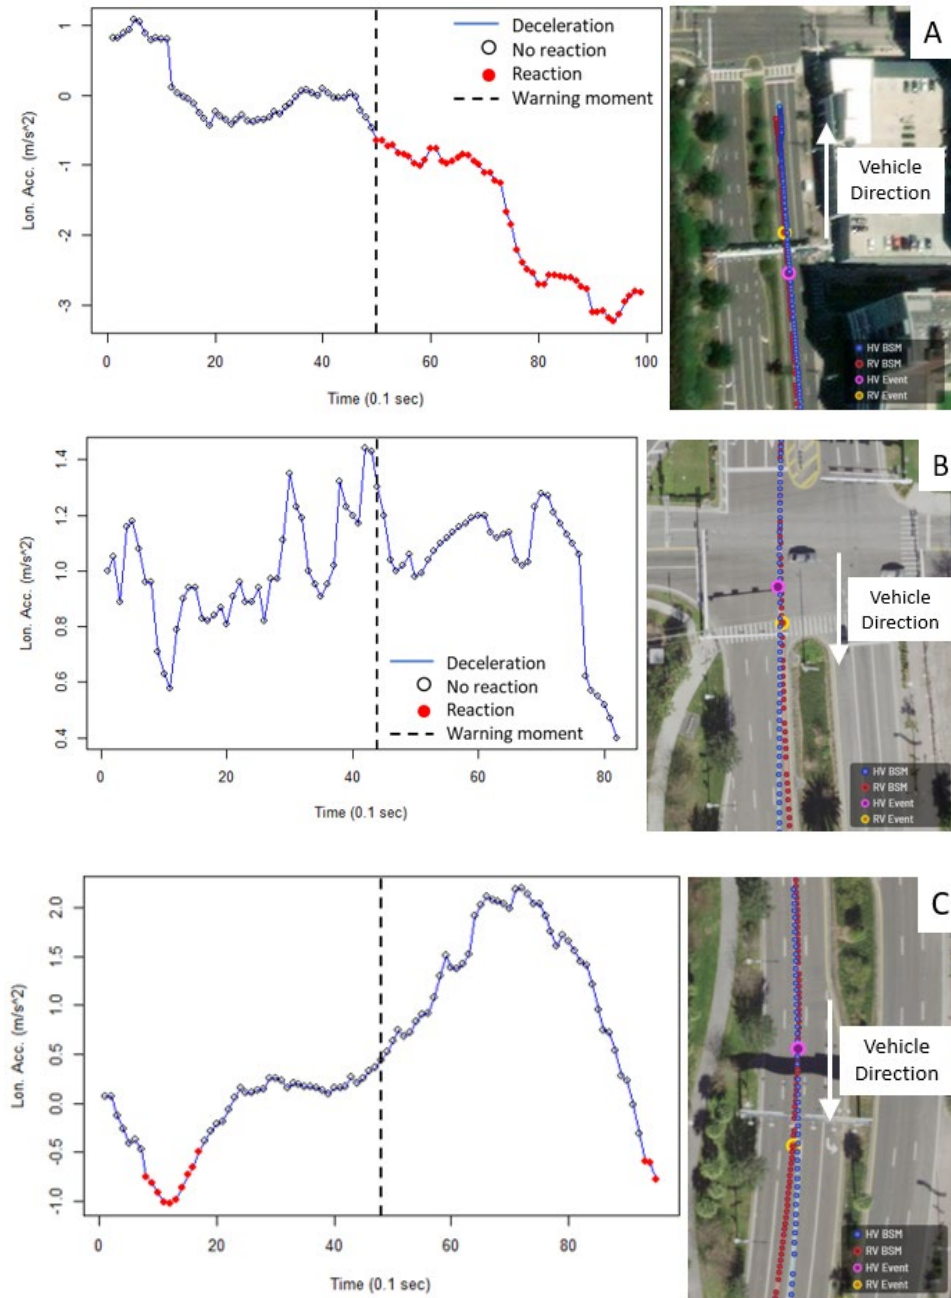 A
Lon. Acc. (m/s^2)
1
0
-1
-2
-3
Deceleration
No reaction
Reaction
Warning moment
0 20 40 60 80 100
Time (0.1 sec)
Vehicle
Direction
HV BSM
RV BSM
HV Event
RV Event
B
Lon. Acc. (m/s^2)
1.4
1.2
1.0
0.8
0.6
0.4
Deceleration
No reaction
Reaction
Warning moment
0 20 40 60 80
Time (0.1 sec)
Vehicle
Direction
HV BSM
RV BSM
HV Event
RV Event
C
Lon. Acc. (m/s^2)
2.0
1.5
1.0
0.5
0.0
-0.5
-1.0
0 20 40 60 80
Time (0.1 sec)
Vehicle
Direction
HV BSM
RV BSM
HV Event
RV Event